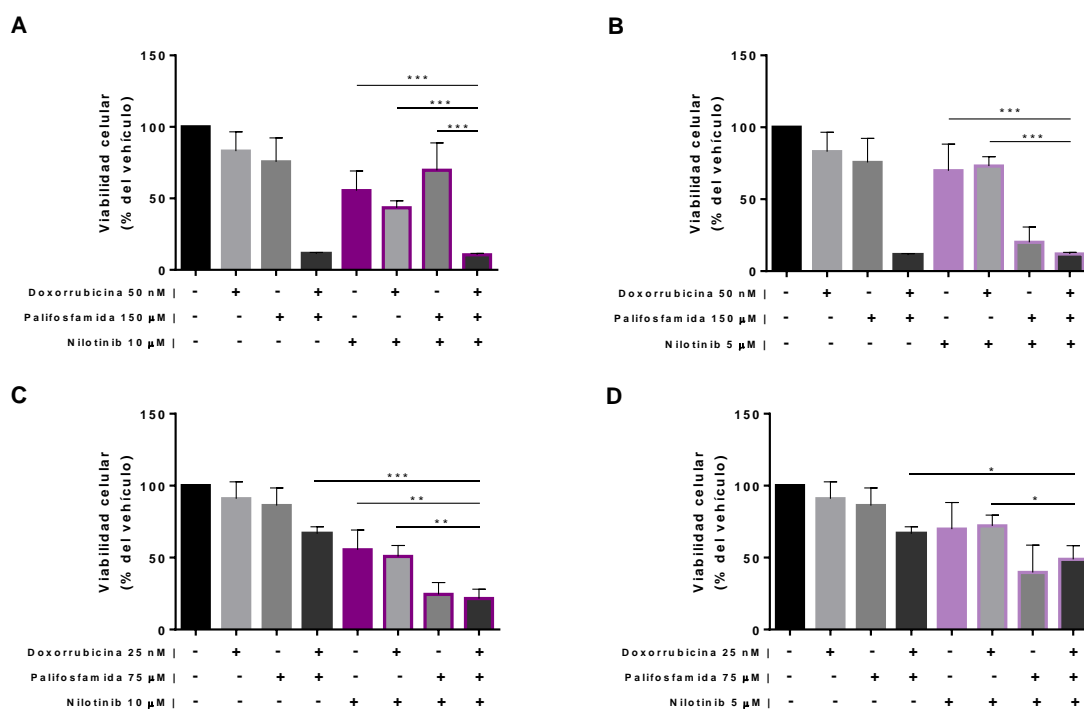 A
Viabilidad celular
(% del vehículo)
150
100
50
0
***
***
***
Doxorrubicina 50 nM | - + - + - + - +
Palifosfamida 150 µM | - - + + - - + +
Nilotinib 10 µM | - - - - + + + +
B
Viabilidad celular
(% del vehículo)
150
100
50
0
***
***
Doxorrubicina 50 nM | - + - + - + - +
Palifosfamida 150 µM | - - + + - - + +
Nilotinib 5 µM | - - - - + + + +
C
Viabilidad celular
(% del vehículo)
150
100
50
0
***
**
**
Doxorrubicina 25 nM | - + - + - + - +
Palifosfamida 75 µM | - - + + - - + +
Nilotinib 10 µM | - - - - + + + +
D
Viabilidad celular
(% del vehículo)
150
100
50
0
*
*
Doxorrubicina 25 nM | - + - + - + - +
Palifosfamida 75 µM | - - + + - - + +
Nilotinib 5 µM | - - - - + + + +